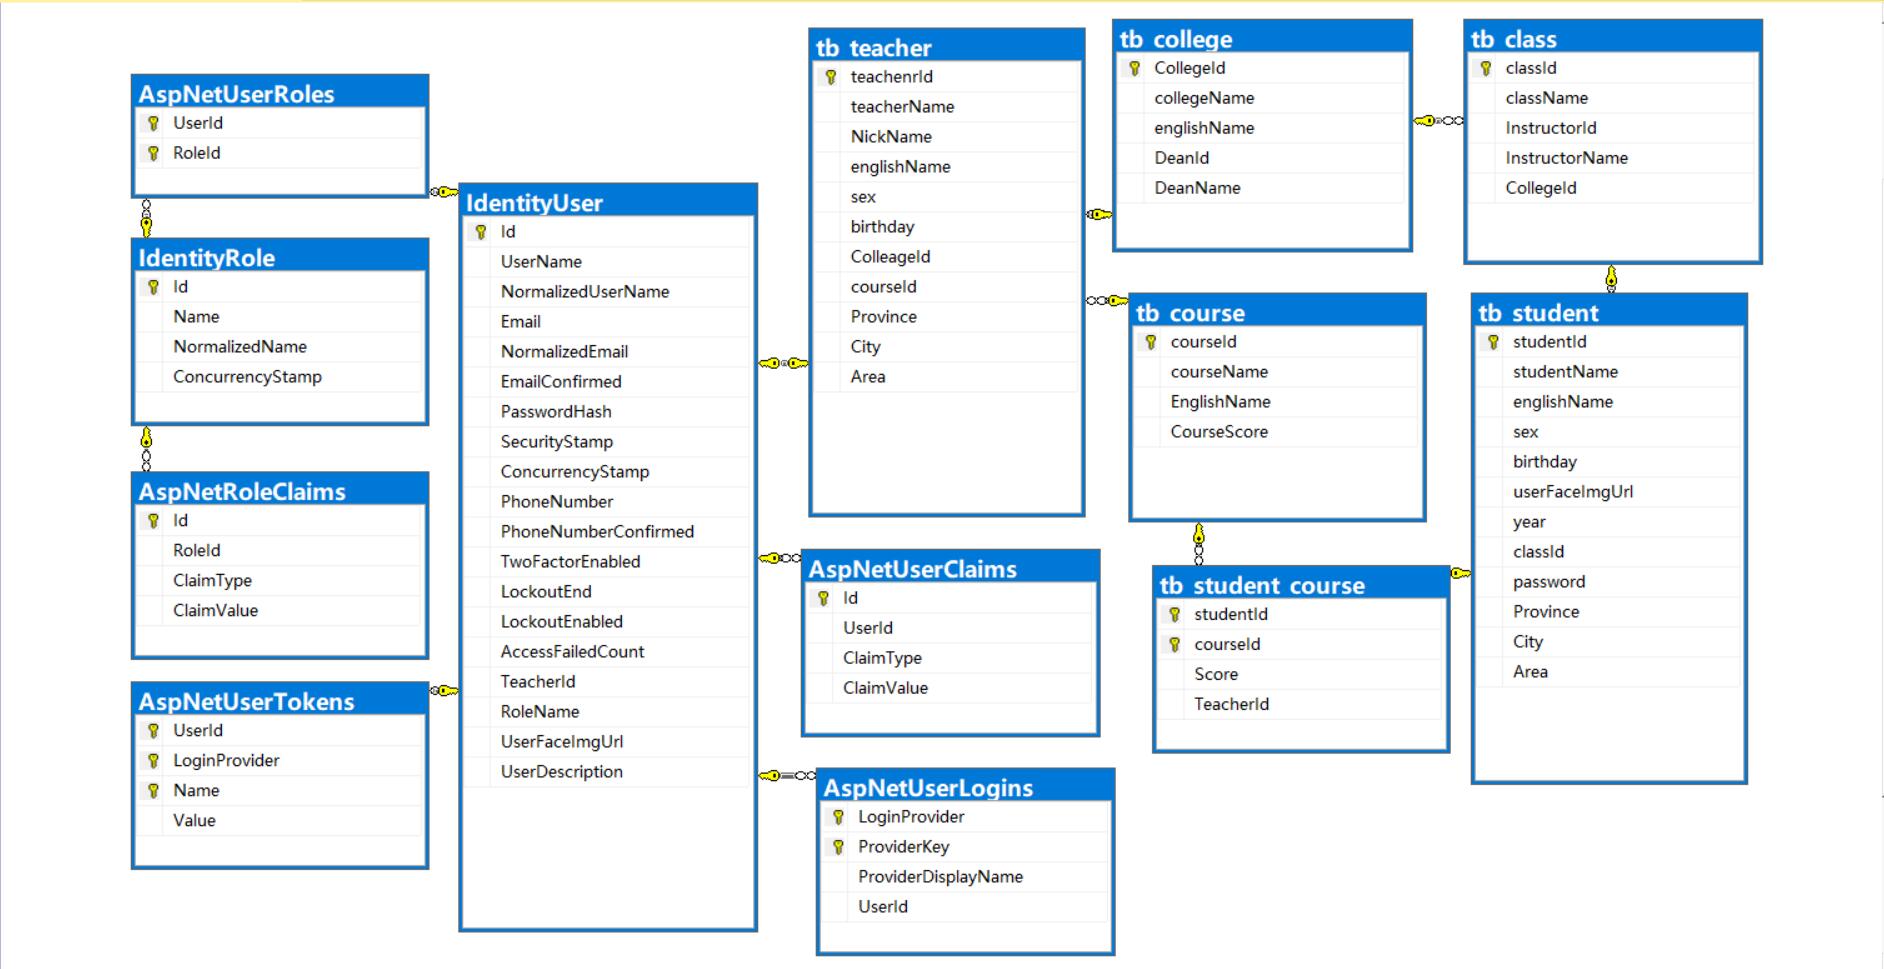 AspNetUserRoles
UserId
RoleId
IdentityRole
Id
Name
NormalizedName
ConcurrencyStamp
AspNetRoleClaims
Id
RoleId
ClaimType
ClaimValue
AspNetUserTokens
UserId
LoginProvider
Name
Value
IdentityUser
Id
UserName
NormalizedUserName
Email
NormalizedEmail
EmailConfirmed
PasswordHash
SecurityStamp
ConcurrencyStamp
PhoneNumber
PhoneNumberConfirmed
TwoFactorEnabled
LockoutEnd
LockoutEnabled
AccessFailedCount
TeacherId
RoleName
UserFaceImgUrl
UserDescription
tb teacher
teachenrId
teacherName
NickName
englishName
sex
birthday
ColleageId
courseId
Province
City
Area
AspNetUserClaims
Id
UserId
ClaimType
ClaimValue
AspNetUserLogins
LoginProvider
ProviderKey
ProviderDisplayName
UserId
tb college
CollegeId
collegeName
englishName
DeanId
DeanName
tb course
courseId
courseName
EnglishName
CourseScore
tb student course
studentId
courseId
Score
TeacherId
tb class
classId
className
InstructorId
InstructorName
CollegeId
tb student
studentId
studentName
englishName
sex
birthday
userFaceImgUrl
year
classId
password
Province
City
Area